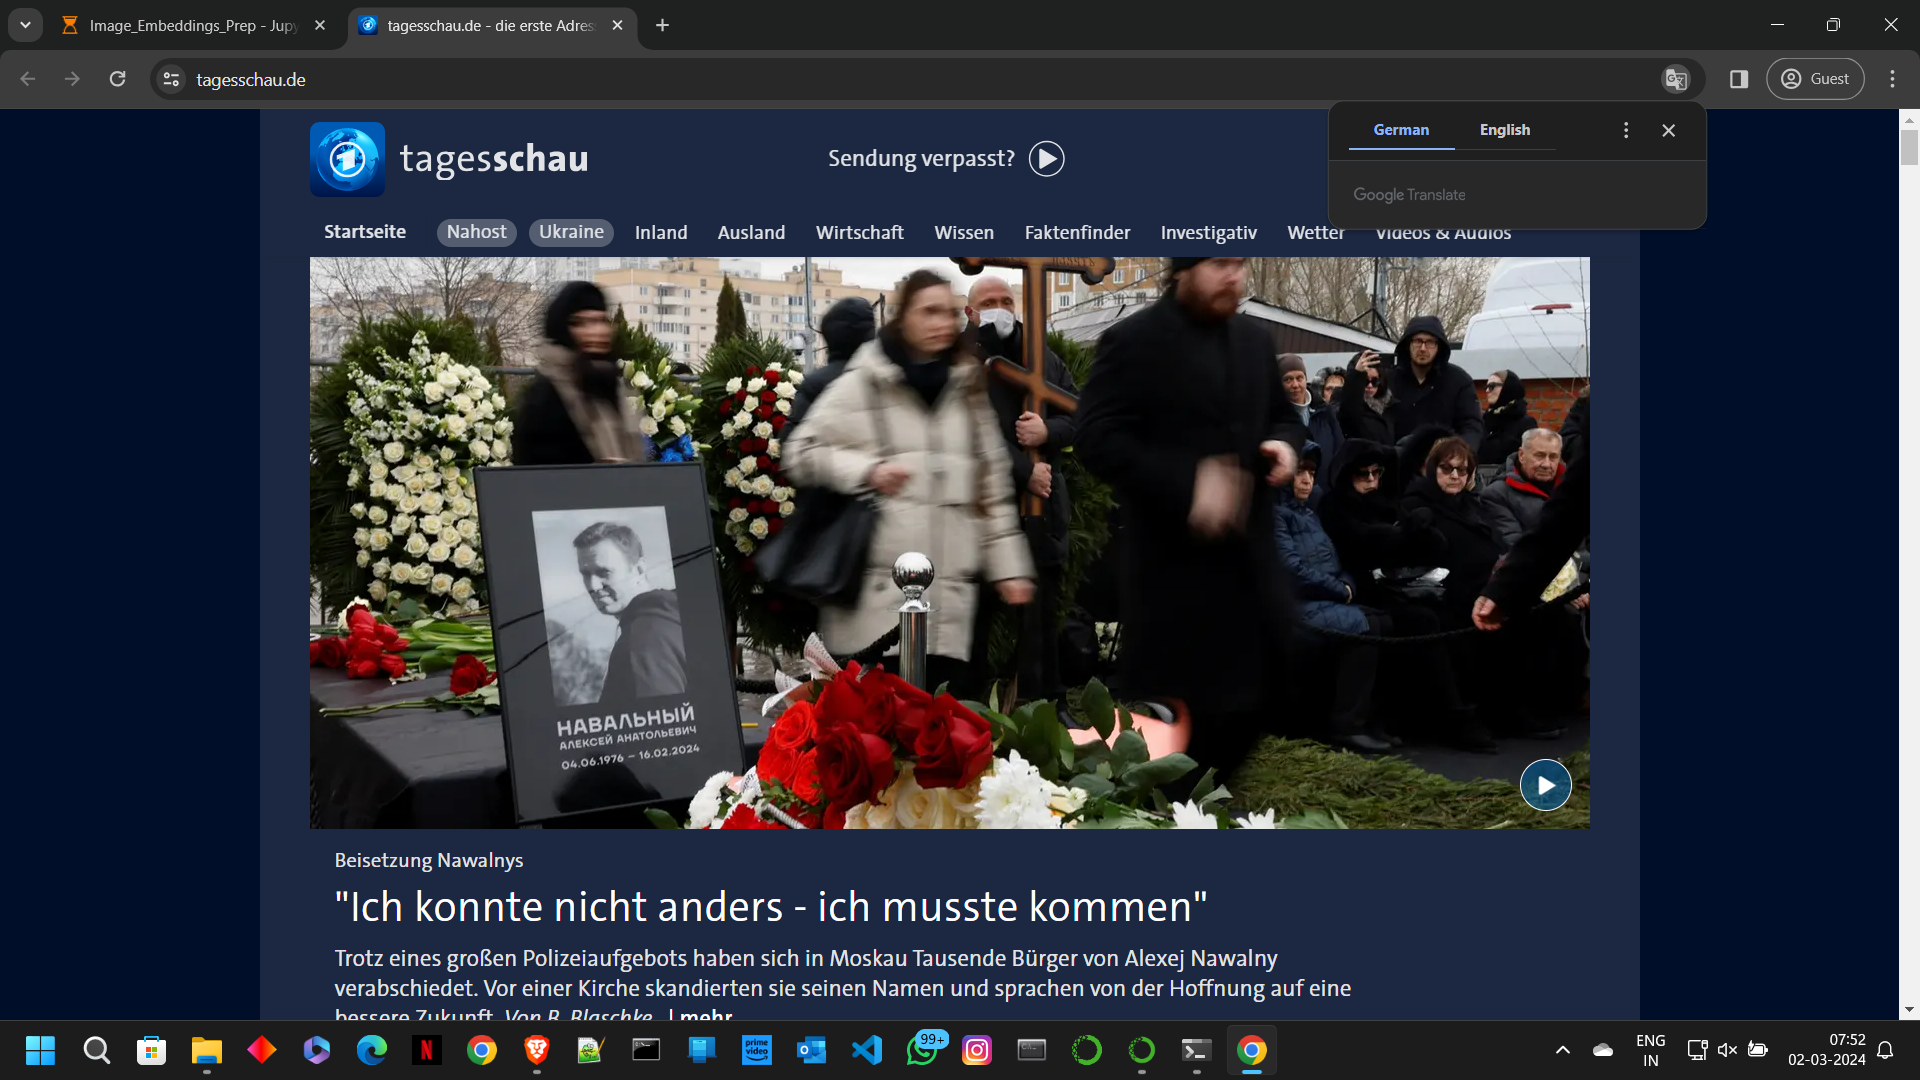 Image_Embeddings_Prep - Jupy
tagesschau.de - die erste Adres
tagesschau.de
Guest
German English
Google Translate
tagesschau
Sendung verpasst?
Startseite Nahost Ukraine Inland Ausland Wirtschaft Wissen Faktenfinder Investigativ Wetter Videos & Audios
НАВАЛЬНЫЙ
АЛЕКСЕЙ АНАТОЛЬЕВИЧ
04.06.1976 – 16.02.2024
Beisetzung Nawalnys
"Ich konnte nicht anders - ich musste kommen"
Trotz eines großen Polizeiaufgebots haben sich in Moskau Tausende Bürger von Alexej Nawalny
verabschiedet. Vor einer Kirche skandierten sie seinen Namen und sprachen von der Hoffnung auf eine
bessere Zukunft. Von B. Blaschke. | mehr
prime video
99+
ENG
IN
07:52
02-03-2024